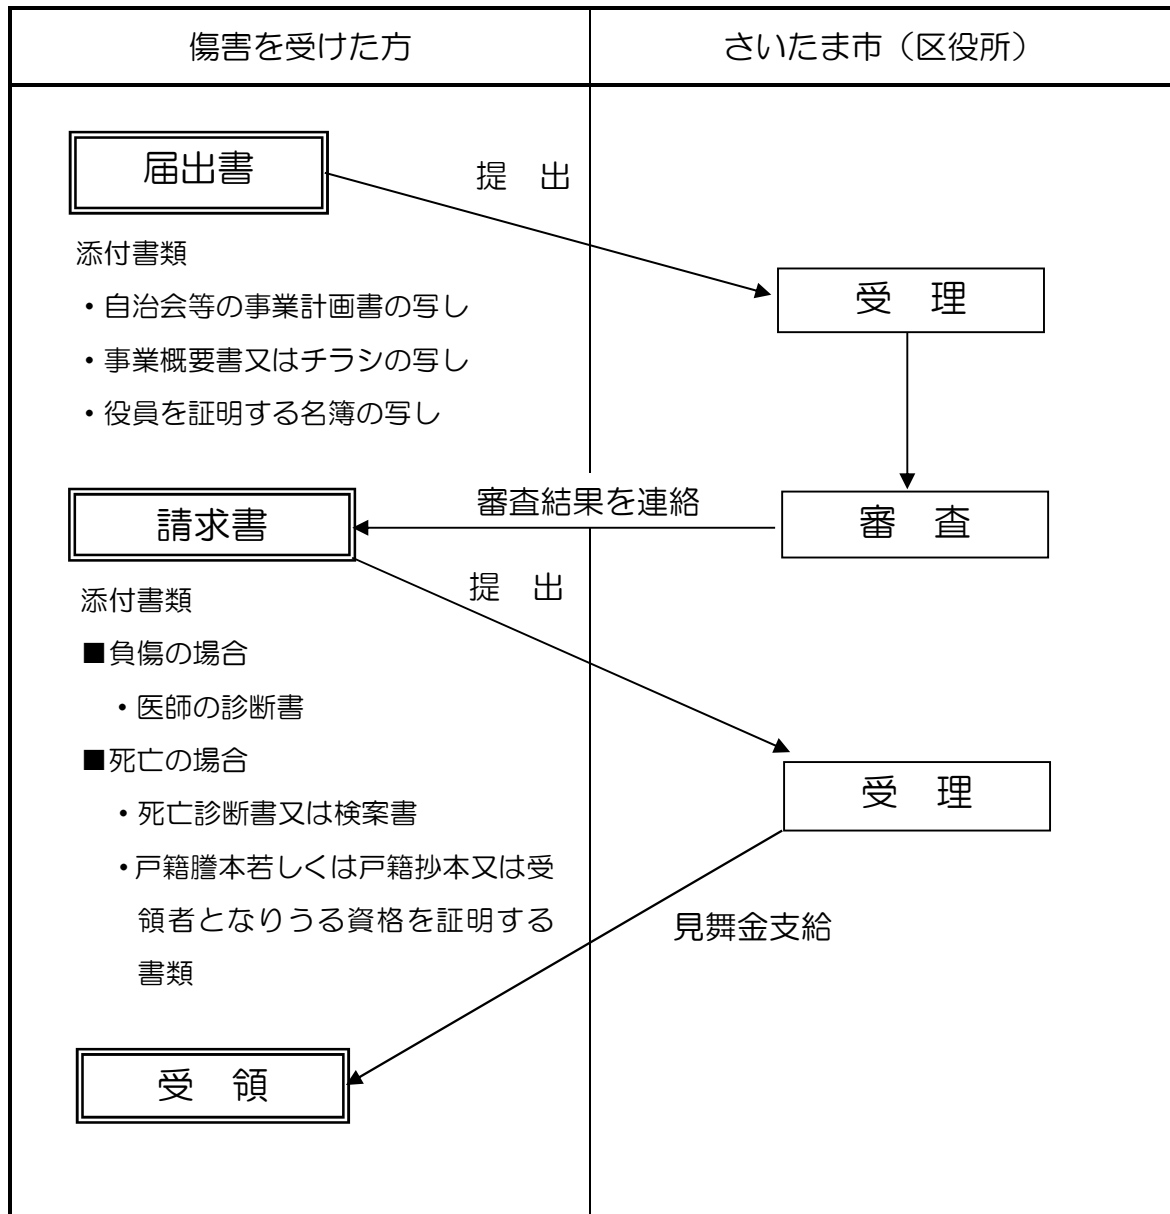 傷害を受けた方
さいたま市（区役所）
届出書
提　出
添付書類
・自治会等の事業計画書の写し
・事業概要書又はチラシの写し
・役員を証明する名簿の写し
受　理
審査結果を連絡
請求書
審　査
提　出
添付書類
■負傷の場合
・医師の診断書
■死亡の場合
・死亡診断書又は検案書
・戸籍謄本若しくは戸籍抄本又は受
領者となりうる資格を証明する
書類
受　理
見舞金支給
受　領